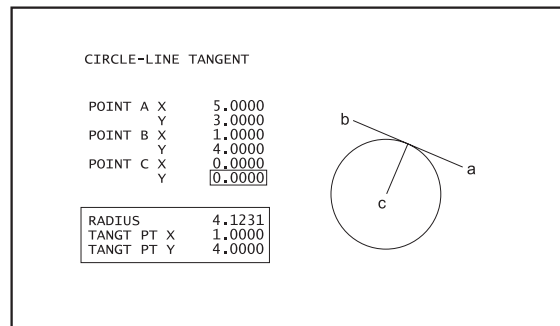 CIRCLE-LINE TANGENT
POINT A X 5.0000
Y 3.0000
POINT B X 1.0000
Y 4.0000
POINT C X 0.0000
Y 0.0000
RADIUS 4.1231
TANGT PT X 1.0000
TANGT PT Y 4.0000
b
a
c